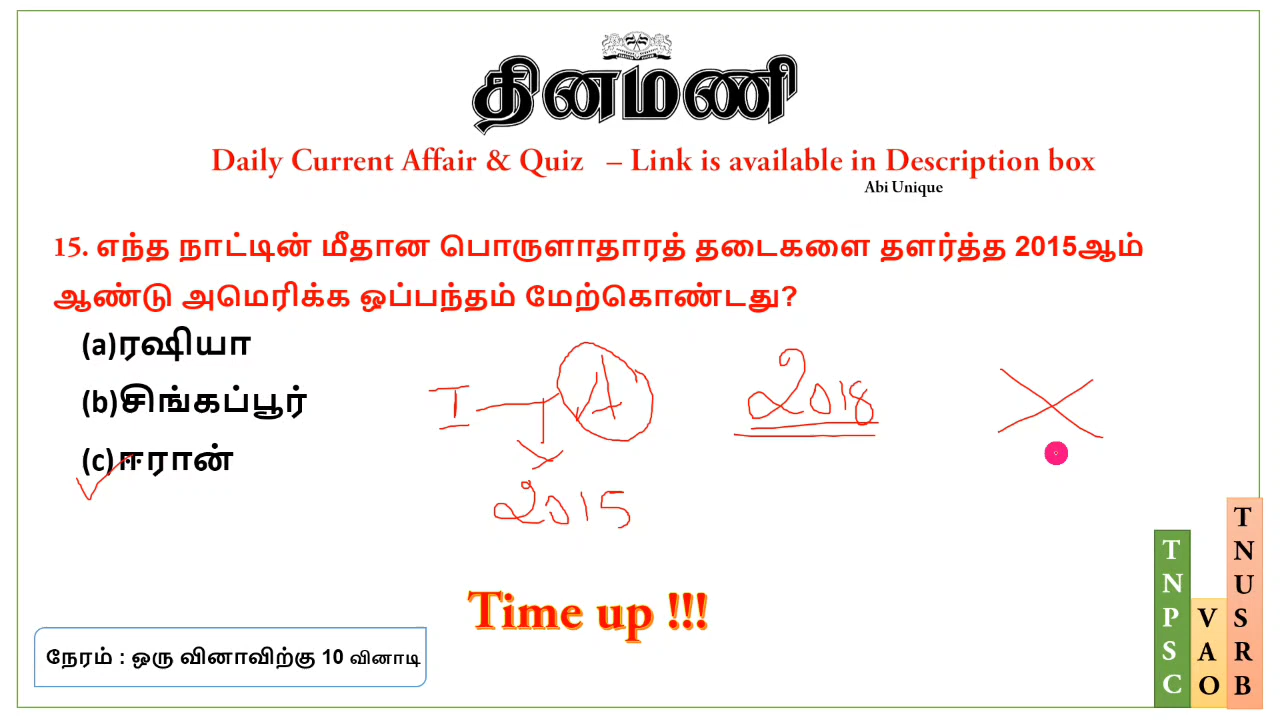 தினமணி
Daily Current Affair & Quiz – Link is available in Description box
Abi Unique
15. எந்த நாட்டின் மீதான பொருளாதாரத் தடைகளை தளர்த்த 2015ஆம்
ஆண்டு அமெரிக்க ஒப்பந்தம் மேற்கொண்டது?
(a)ரஷியா
(b)சிங்கப்பூர்
(c)ஈரான்
I A 2018
2015
Time up !!!
நேரம் : ஒரு வினாவிற்கு 10 வினாடி
TNPSC
VAO
TNUSRB